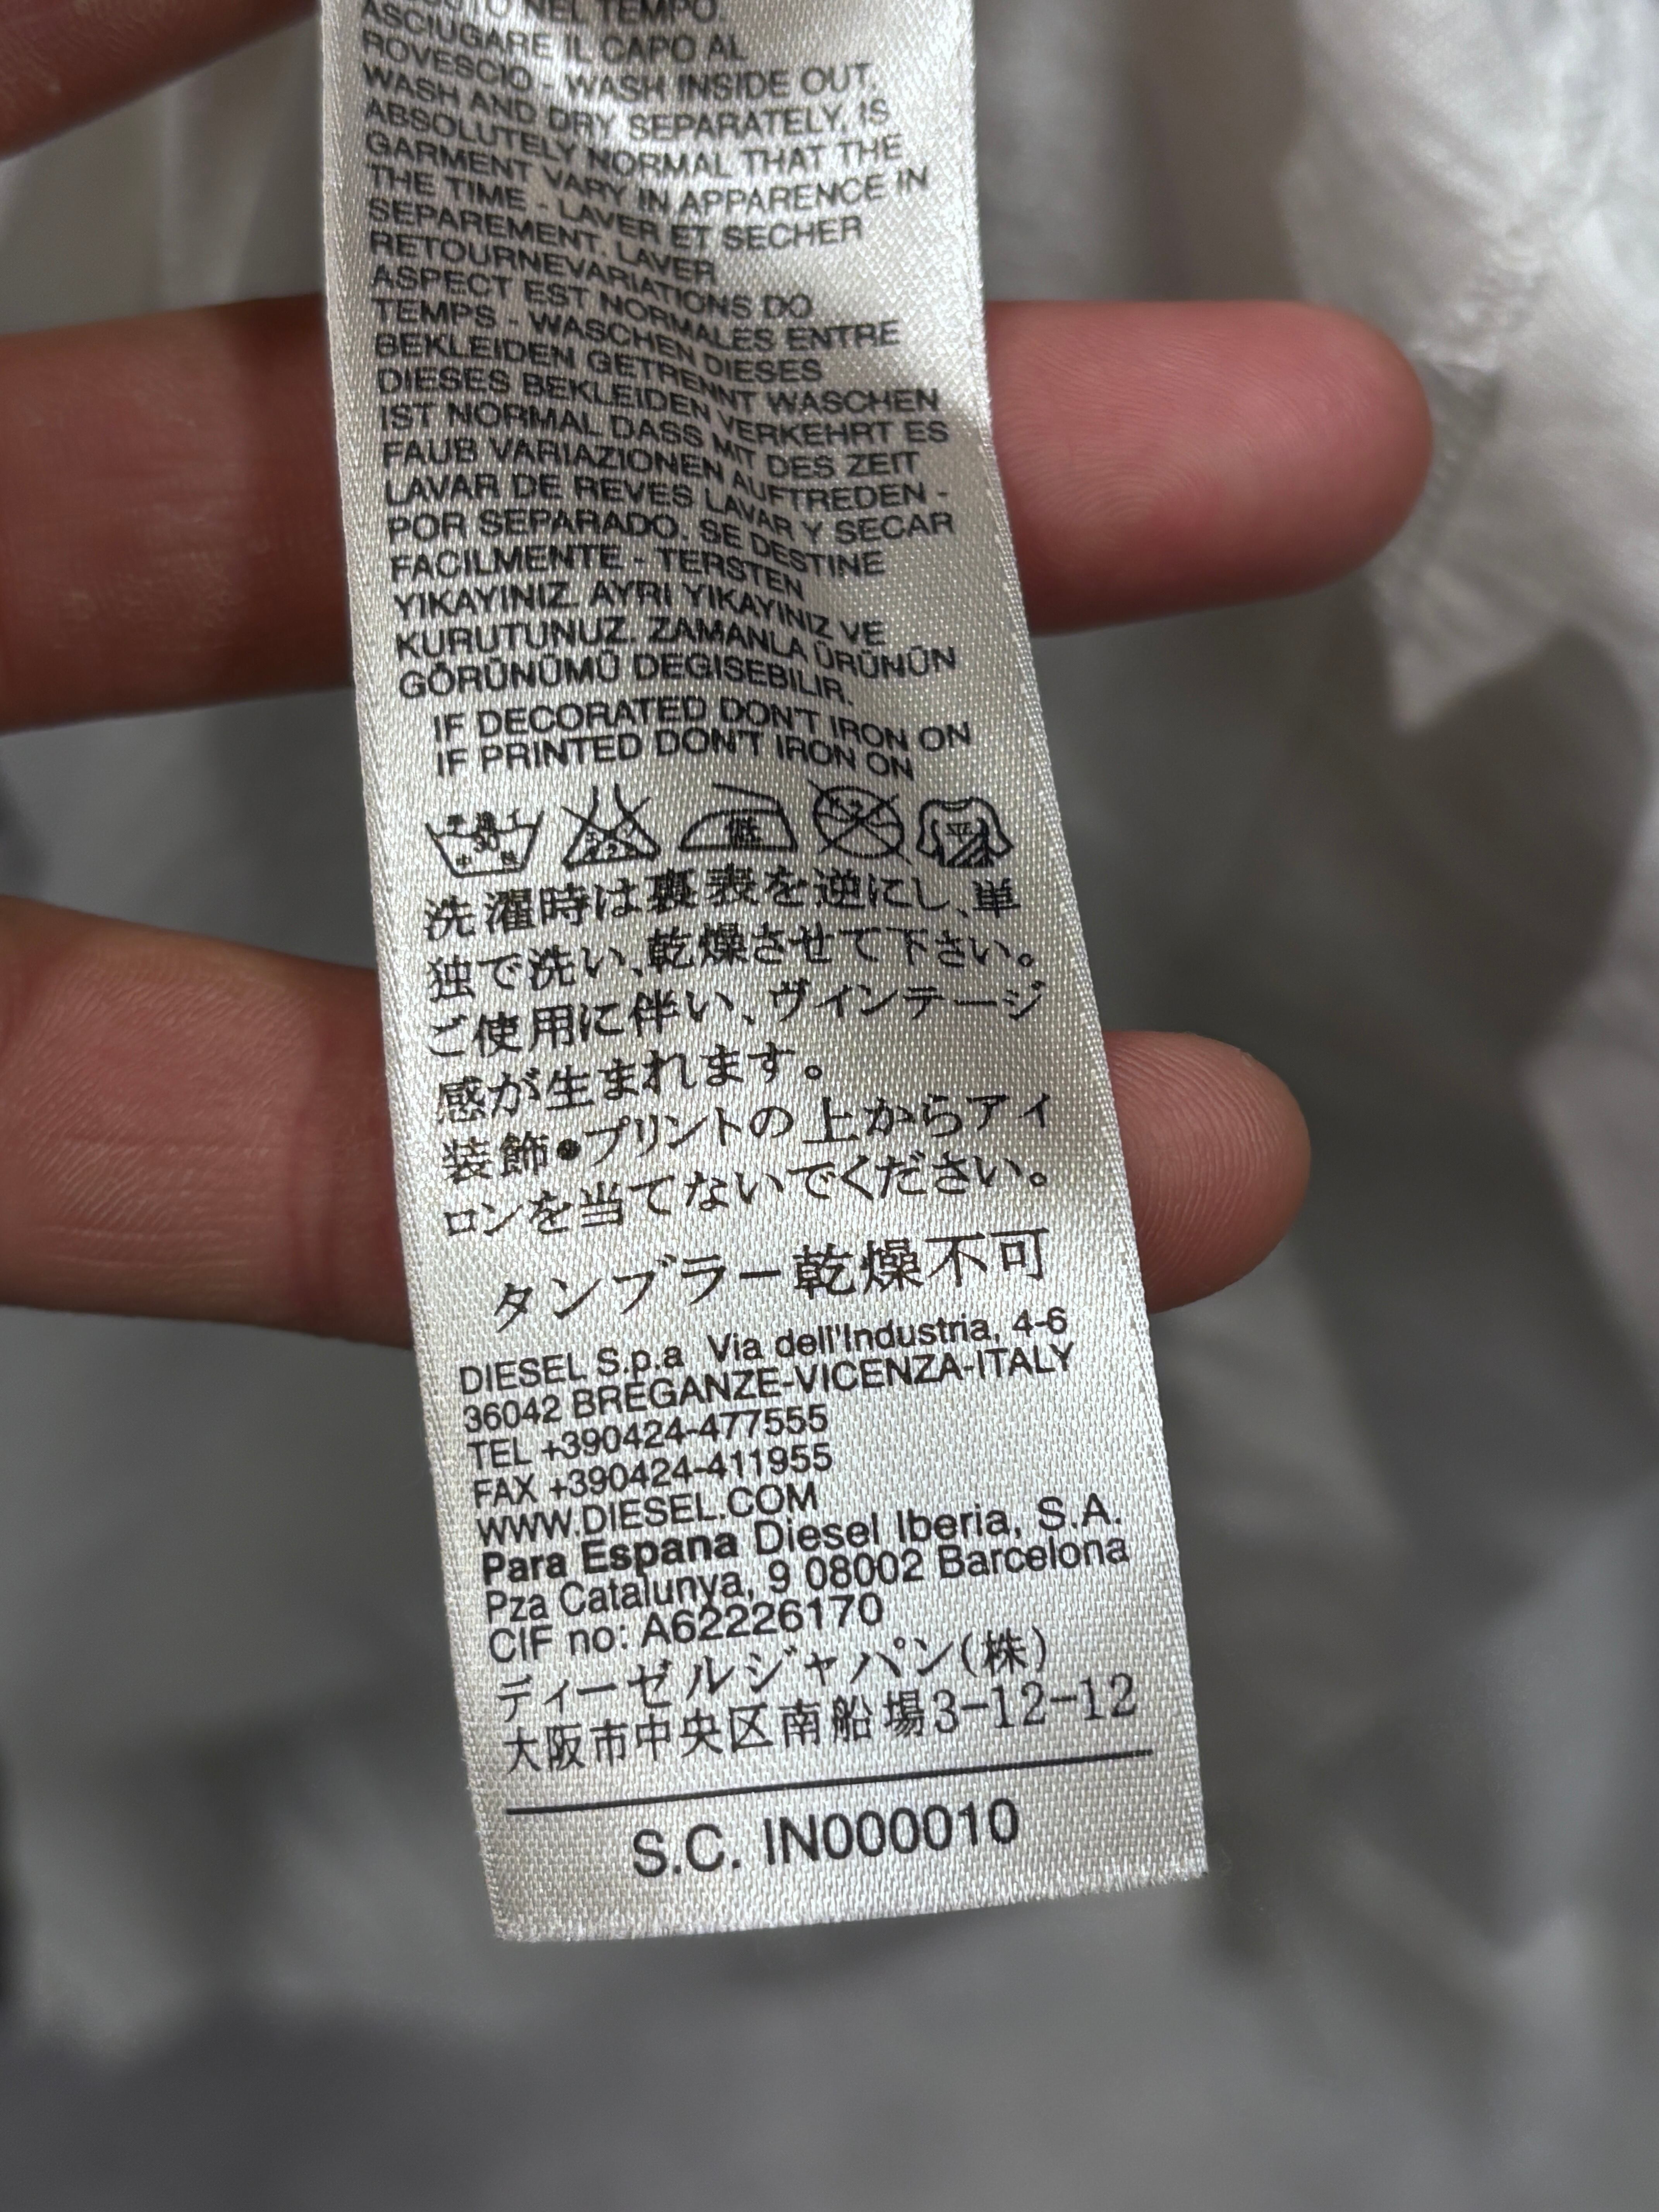 NEL TEMPO.
ASCIUGARE IL CAPO AL
ROVESCIO - WASH INSIDE OUT.
WASH AND DRY SEPARATELY. IS
ABSOLUTELY NORMAL THAT THE
GARMENT VARY IN APPARENCE IN
THE TIME - LAVER ET SECHER
SEPAREMENT. LAVER
RETOURNEVARIATIONS DO
ASPECT EST NORMALES ENTRE
TEMPS - WASCHEN DIESES
BEKLEIDEN GETRENNT WASCHEN
DIESES BEKLEIDEN VERKEHRT ES
IST NORMAL DASS MIT DES ZEIT
FAUB VARIAZIONEN AUFTREDEN -
LAVAR DE REVES LAVAR Y SECAR
POR SEPARADO. SE DESTINE
FACILMENTE - TERSTEN
YIKAYINIZ. AYRI YIKAYINIZ VE
KURUTUNUZ. ZAMANLA ÜRÜNÜN
GÖRÜNÜMÜ DEGISEBILIR.
IF DECORATED DON'T IRON ON
IF PRINTED DON'T IRON ON
30 中性 低 平
洗濯時は裏表を逆にし、単
独で洗い、乾燥させて下さい。
ご使用に伴い、ヴィンテージ
感が生まれます。
装飾●プリントの上からアイ
ロンを当てないでください。
タンブラー乾燥不可
DIESEL S.p.a Via dell'Industria, 4-6
36042 BREGANZE-VICENZA-ITALY
TEL +390424-477555
FAX +390424-411955
WWW.DIESEL.COM
Para Espana Diesel Iberia, S.A.
Pza Catalunya, 9 08002 Barcelona
CIF no: A62226170
ディーゼルジャパン(株)
大阪市中央区南船場3-12-12
S.C. IN000010